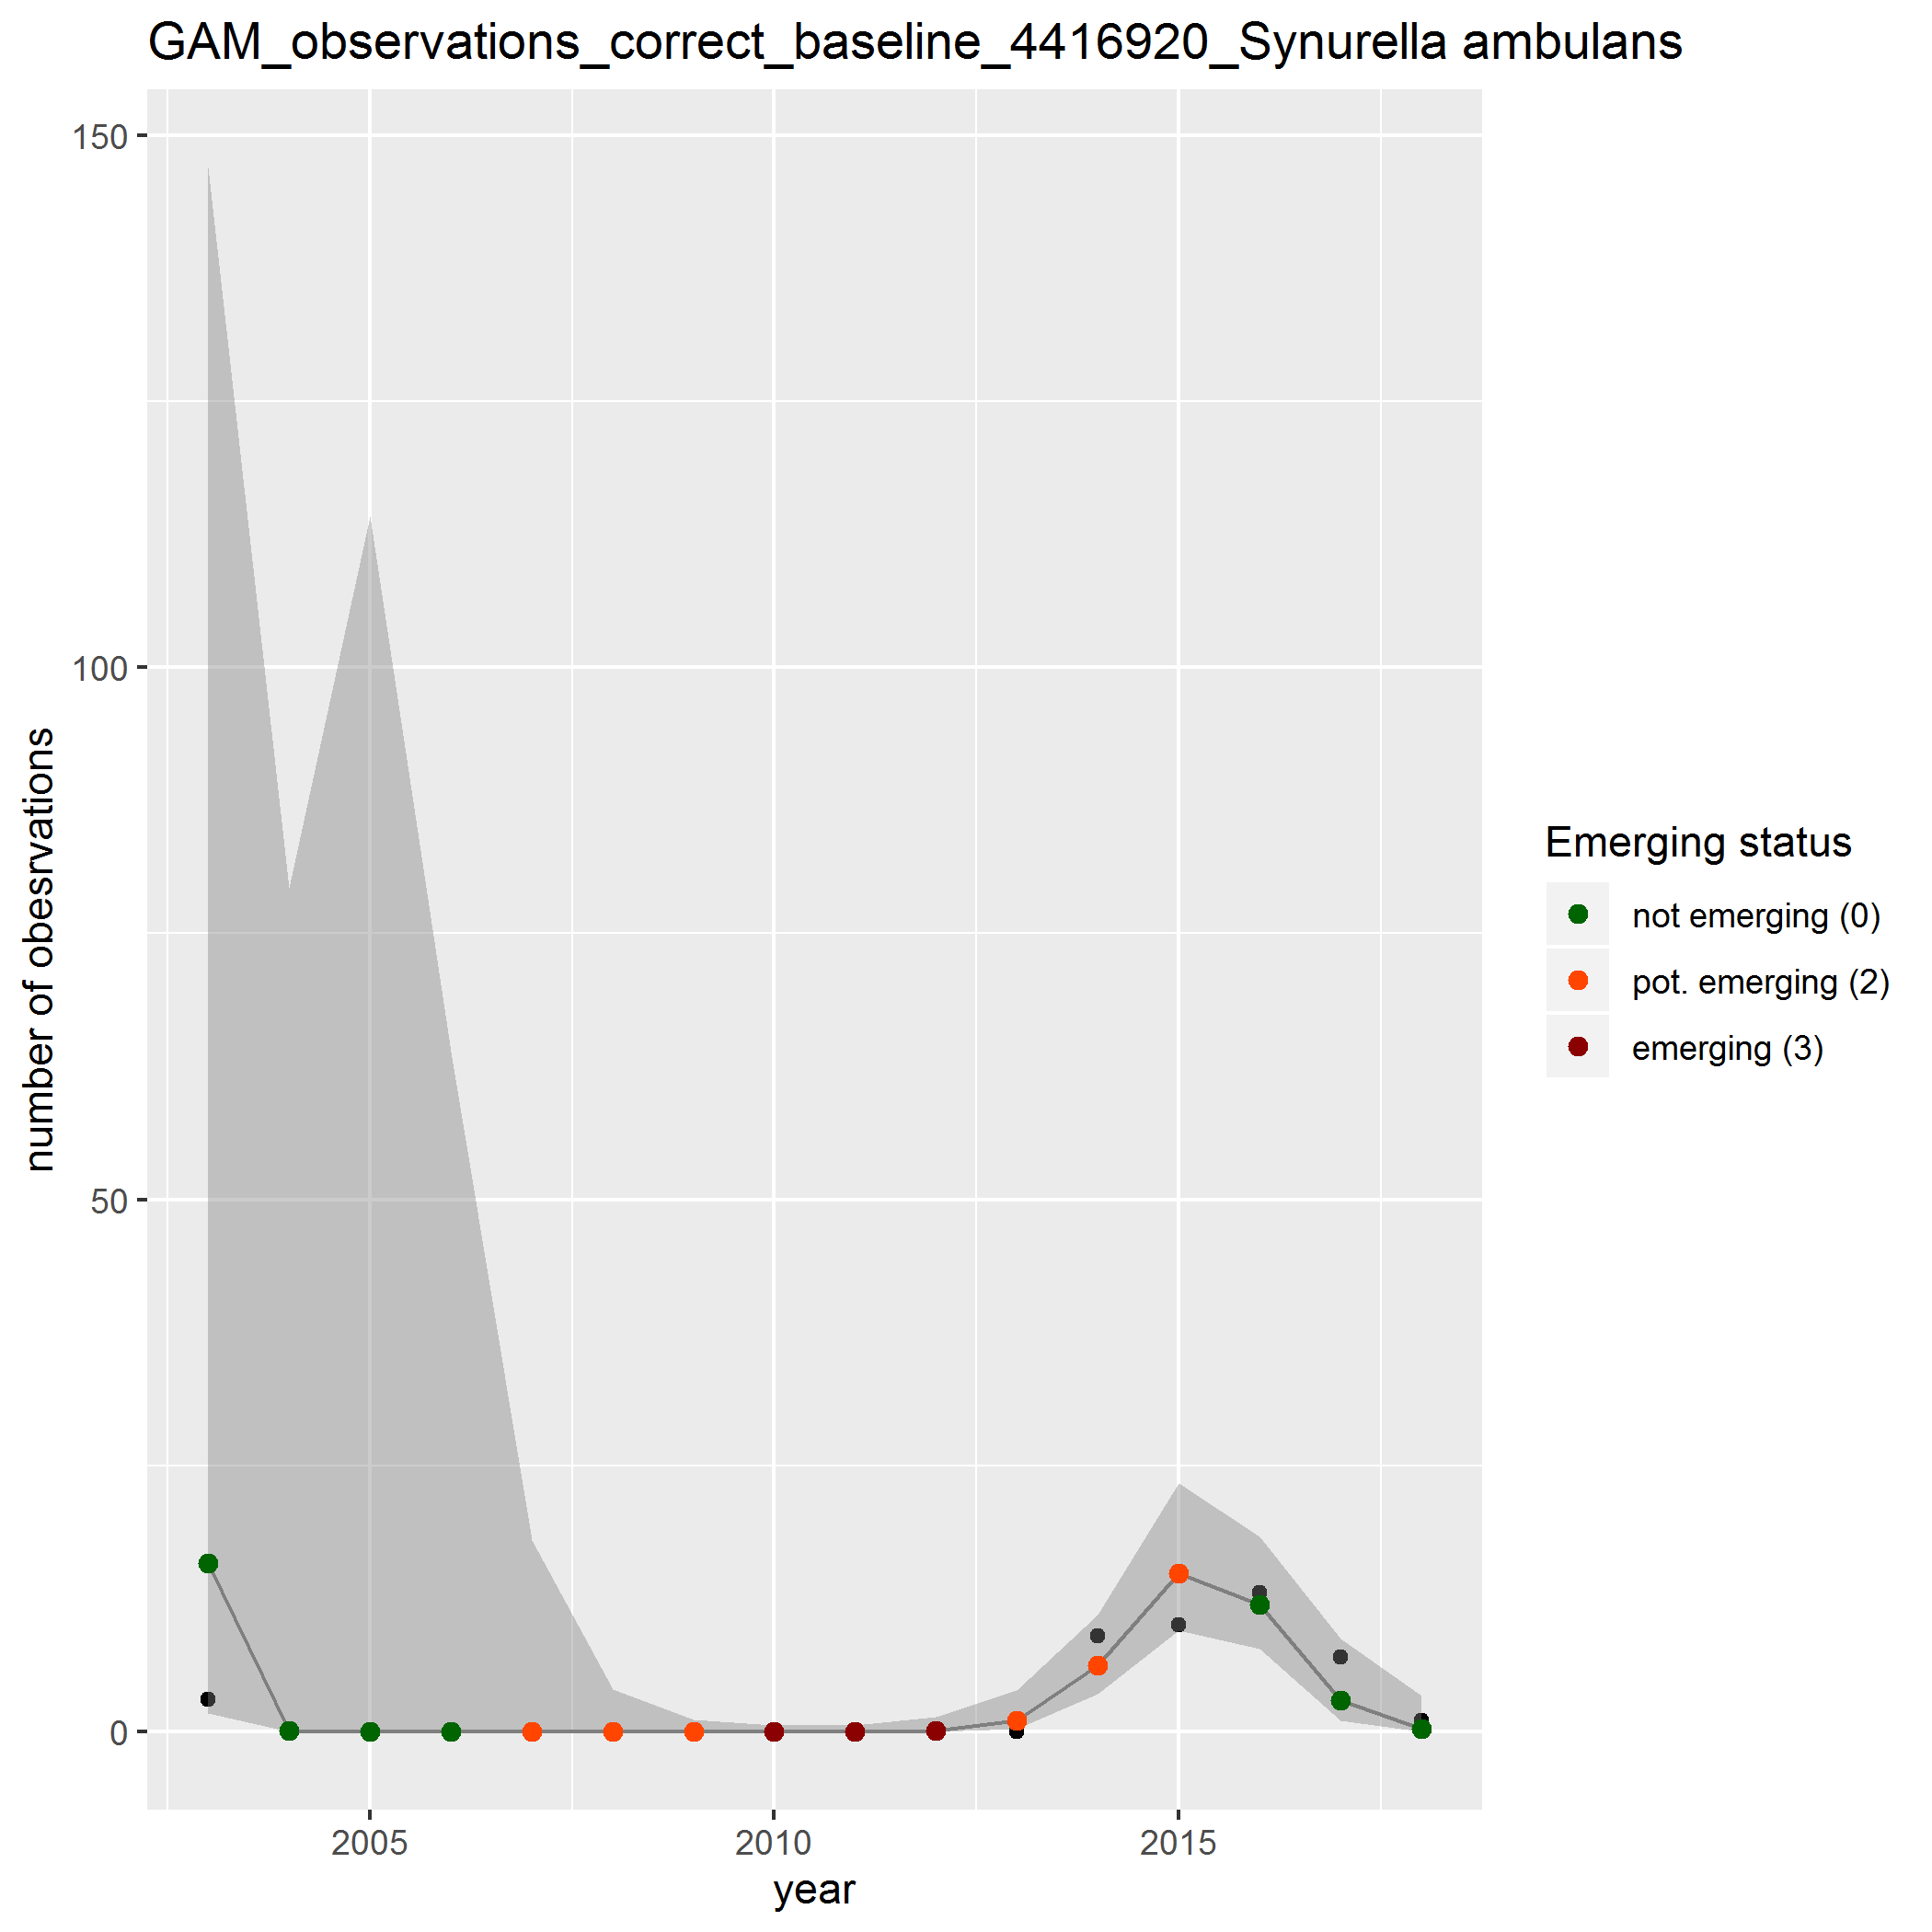 GAM_observations_correct_baseline_4416920_Synurella ambulans
150
100
50
0
number of obesrvations
2005
2010
2015
year
Emerging status
not emerging (0)
pot. emerging (2)
emerging (3)